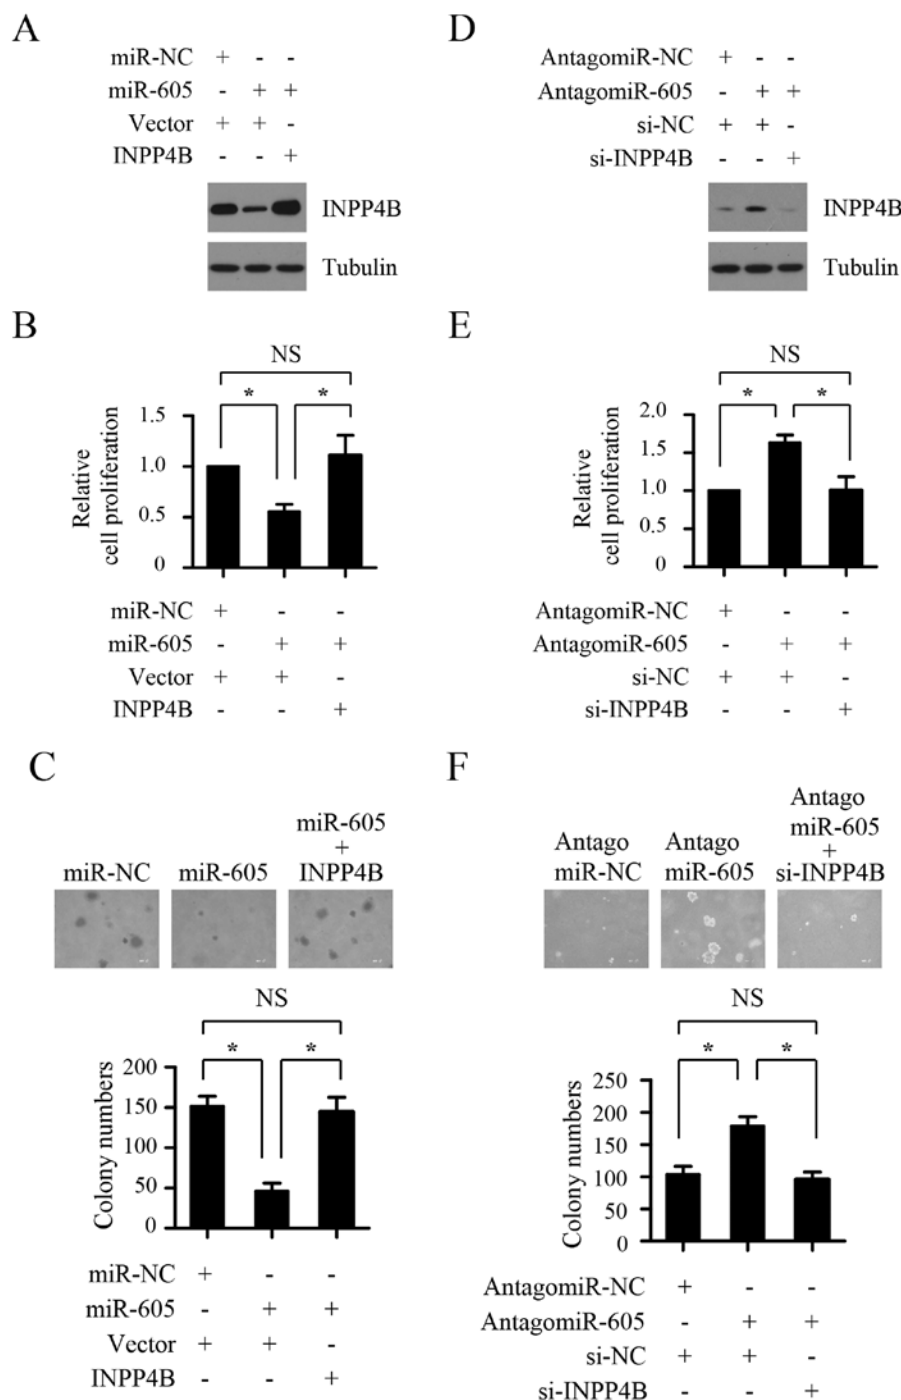 A
miR-NC + - -
miR-605 - + +
Vector + + -
INPP4B - - +
INPP4B
Tubulin
D
AntagomiR-NC + - -
AntagomiR-605 - + +
si-NC + + -
si-INPP4B - - +
INPP4B
Tubulin
B
NS
* *
Relative
cell proliferation
1.5
1.0
0.5
0
miR-NC + - -
miR-605 - + +
Vector + + -
INPP4B - - +
E
NS
* *
Relative
cell proliferation
2.0
1.5
1.0
0.5
0
AntagomiR-NC + - -
AntagomiR-605 - + +
si-NC + + -
si-INPP4B - - +
C
miR-NC
miR-605
miR-605
+
INPP4B
NS
* *
Colony numbers
200
150
100
50
0
miR-NC + - -
miR-605 - + +
Vector + + -
INPP4B - - +
F
Antago
miR-NC
Antago
miR-605
Antago
miR-605
+
si-INPP4B
NS
* *
Colony numbers
250
200
150
100
50
0
AntagomiR-NC + - -
AntagomiR-605 - + +
si-NC + + -
si-INPP4B - - +